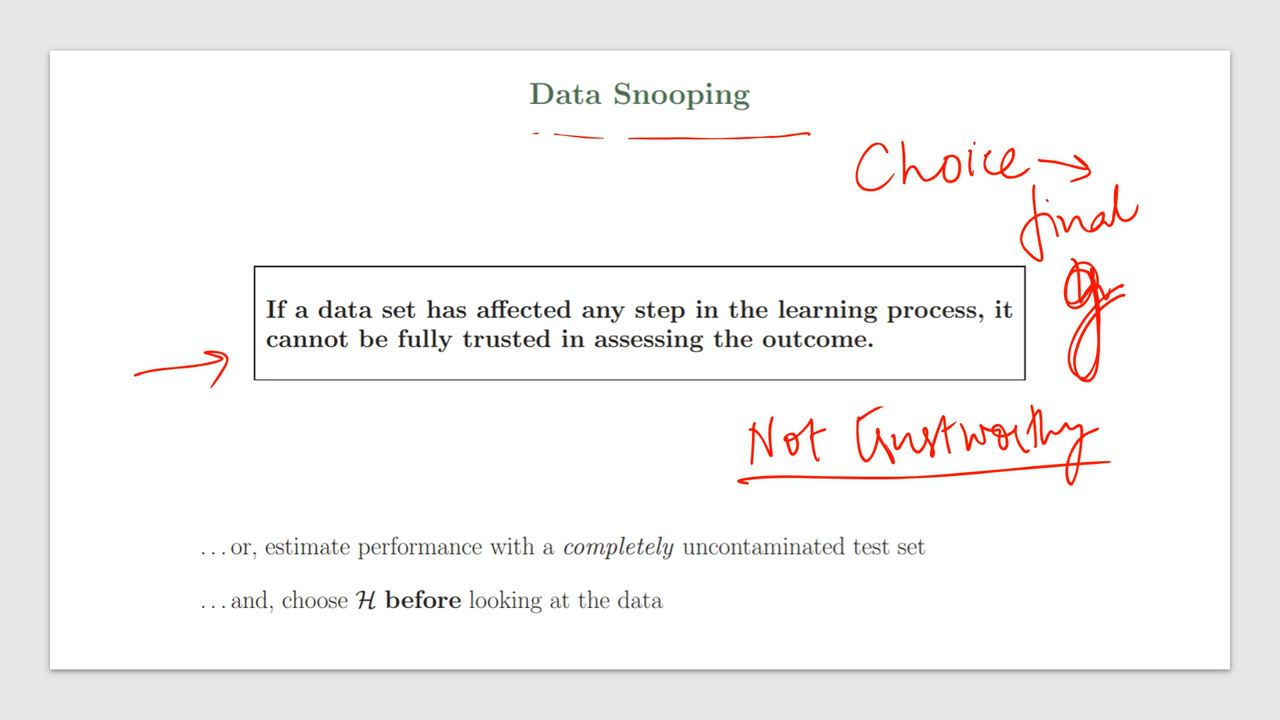 Data Snooping
Choice →
final
g
If a data set has affected any step in the learning process, it
cannot be fully trusted in assessing the outcome.
Not trustworthy
...or, estimate performance with a completely uncontaminated test set
...and, choose ℋ before looking at the data